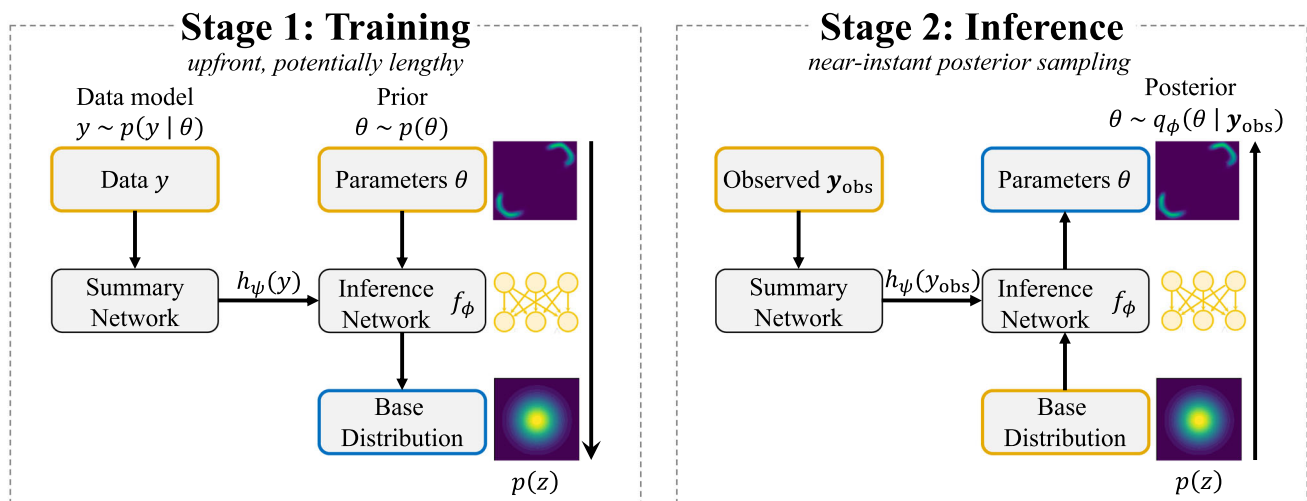 Stage 1: Training
upfront, potentially lengthy
Data model
y ~ p(y | θ)
Prior
θ ~ p(θ)
Data y
Parameters θ
Summary
Network
h_ψ(y)
Inference
Network
f_ϕ
Base
Distribution
p(z)
Stage 2: Inference
near-instant posterior sampling
Posterior
θ ~ q_ϕ(θ | y_obs)
Observed y_obs
Parameters θ
Summary
Network
h_ψ(y_obs)
Inference
Network
f_ϕ
Base
Distribution
p(z)